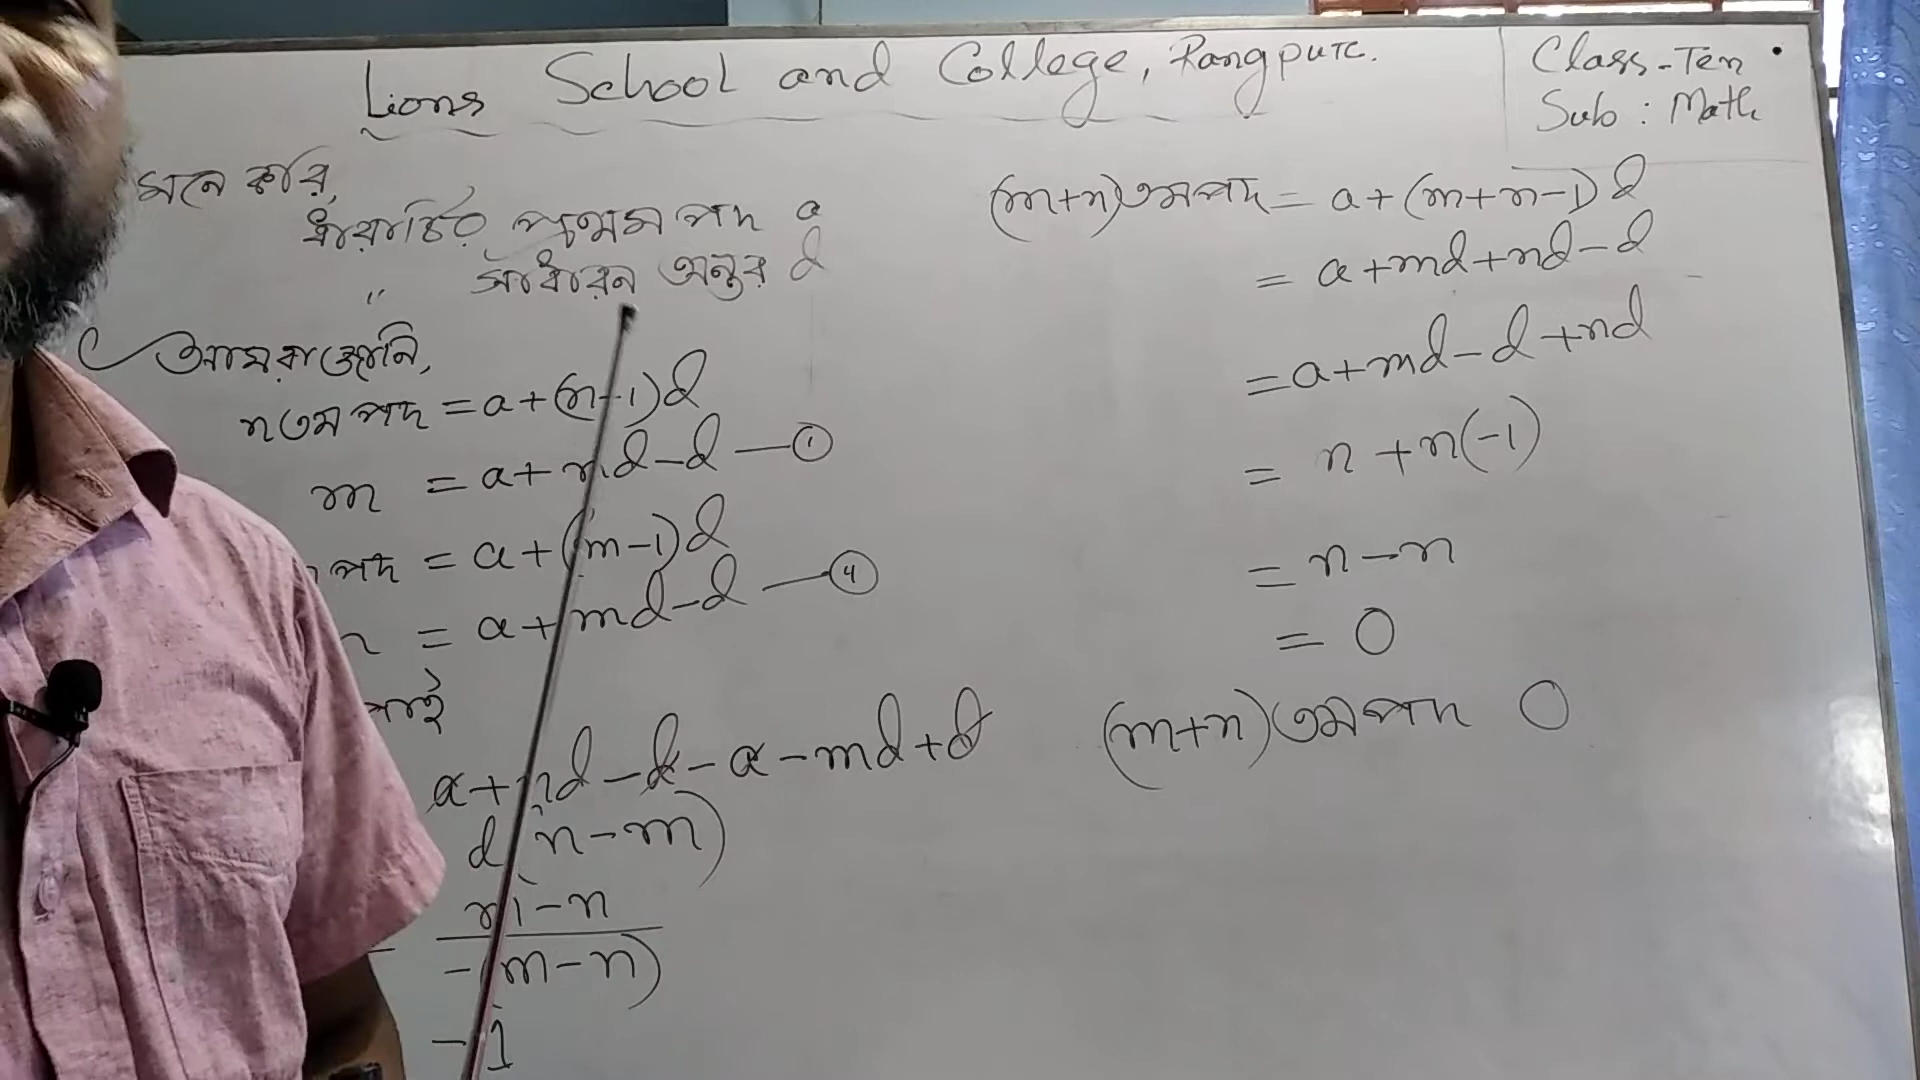 Lions School and College, Rangpur.
Class-Ten
Sub : Math
মনে করি,
ধারাটির প্রথম পদ a
" সাধারন অন্তর d
আমরা জানি,
n তম পদ = a+(n-1)d
m = a+nd-d —①
পদ = a+(m-1)d
= a+md-d —④
পাই
a+nd-d-a-md+d
d(n-m)
m-n
-(m-n)
-1
(m+n)তম পদ = a+(m+n-1)d
= a+md+nd-d
= a+md-d+nd
= n+n(-1)
= n-n
= 0
(m+n)তম পদ 0